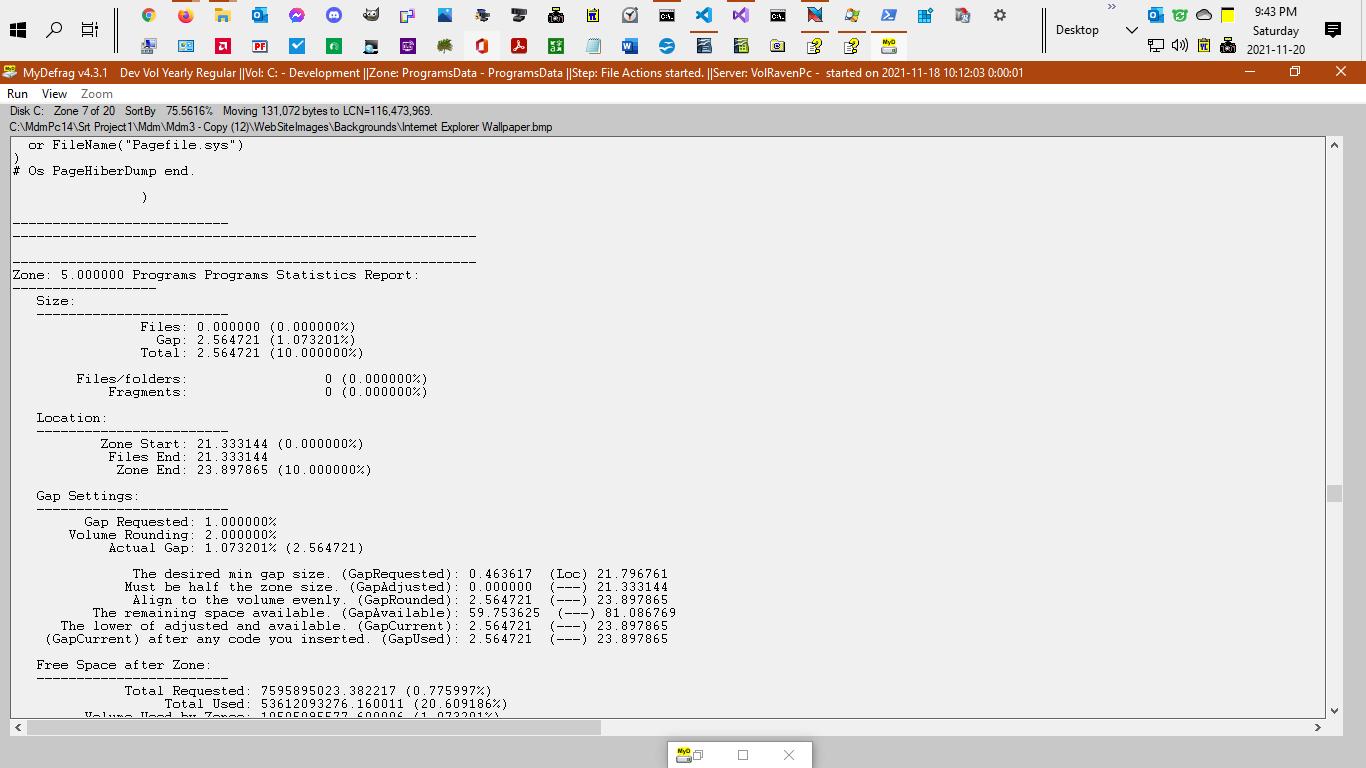 9:43 PM
Desktop
Saturday
2021-11-20
MyDefrag v4.3.1 Dev Vol Yearly Regular ||Vol: C: - Development ||Zone: ProgramsData - ProgramsData ||Step: File Actions started. ||Server: VolRavenPc - started on 2021-11-18 10:12:03 0:00:01
Run View Zoom
Disk C: Zone 7 of 20 SortBy 75.5616% Moving 131,072 bytes to LCN=116,473,969.
C:\MdmPc14\Srt Project1\Mdm\Mdm3 - Copy (12)\WebSiteImages\Backgrounds\Internet Explorer Wallpaper.bmp
or FileName("Pagefile.sys")
)
# Os PageHiberDump end.
)
---------------------------
----------------------------------------------------------
----------------------------------------------------------
Zone: 5.000000 Programs Programs Statistics Report:
------------------
Size:
------------------------
Files: 0.000000 (0.000000%)
Gap: 2.564721 (1.073201%)
Total: 2.564721 (10.000000%)
Files/folders: 0 (0.000000%)
Fragments: 0 (0.000000%)
Location:
------------------------
Zone Start: 21.333144 (0.000000%)
Files End: 21.333144
Zone End: 23.897865 (10.000000%)
Gap Settings:
------------------------
Gap Requested: 1.000000%
Volume Rounding: 2.000000%
Actual Gap: 1.073201% (2.564721)
The desired min gap size. (GapRequested): 0.463617 (Loc) 21.796761
Must be half the zone size. (GapAdjusted): 0.000000 (---) 21.333144
Align to the volume evenly. (GapRounded): 2.564721 (---) 23.897865
The remaining space available. (GapAvailable): 59.753625 (---) 81.086769
The lower of adjusted and available. (GapCurrent): 2.564721 (---) 23.897865
(GapCurrent) after any code you inserted. (GapUsed): 2.564721 (---) 23.897865
Free Space after Zone:
------------------------
Total Requested: 7595895023.382217 (0.775997%)
Total Used: 53612093276.160011 (20.609186%)
Volume Used by Zones: 10505095577.600006 (1.073201%)
MyD